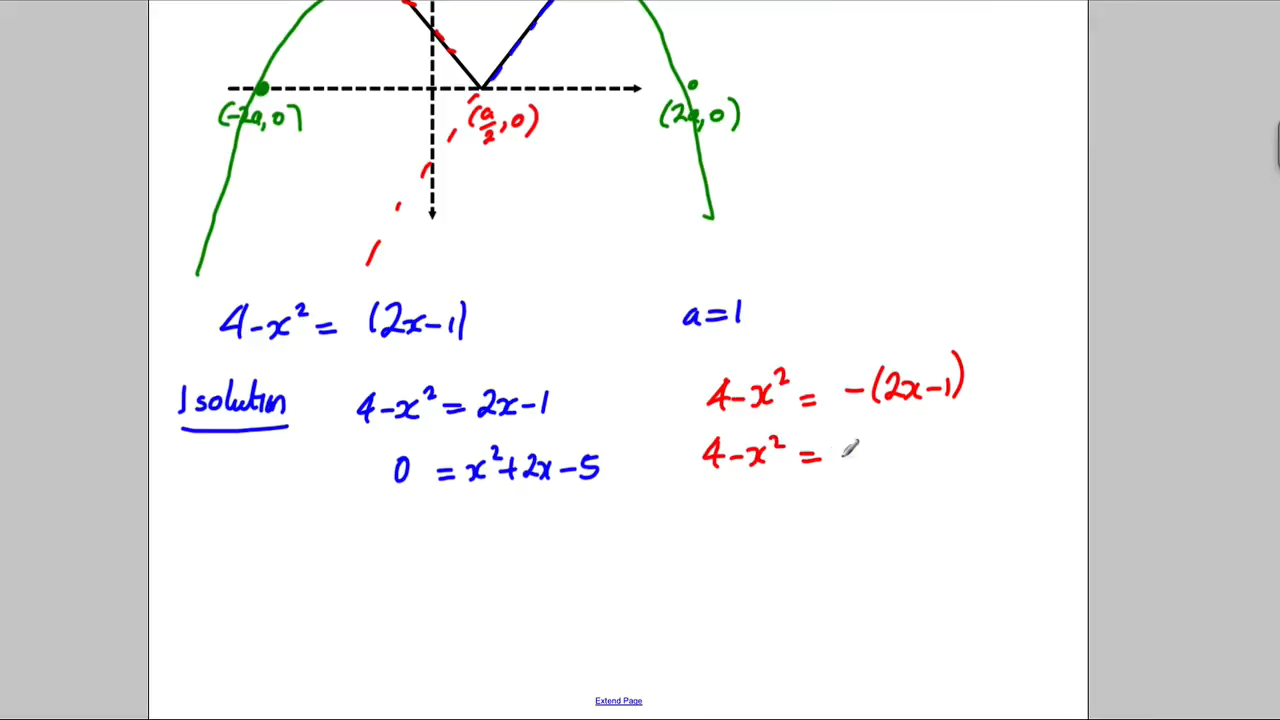 (-2a, 0)
(a/2, 0)
(2a, 0)
4-x² = (2x-1)
a=1
1 solution
4-x² = 2x-1
0 = x²+2x-5
4-x² = -(2x-1)
4-x² =
Extend Page